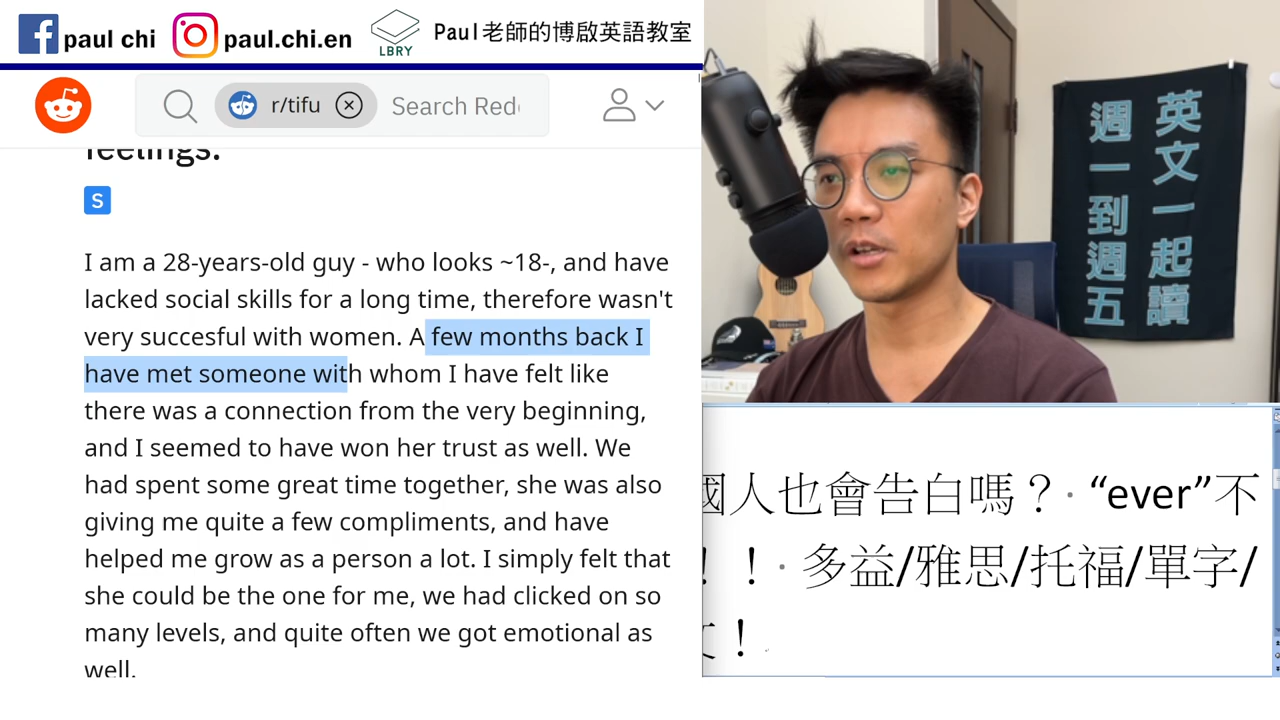 paul chi
paul.chi.en
LBRY
Paul老師的博啟英語教室
r/tifu
Search Red
feelings.
S
I am a 28-years-old guy - who looks ~18-, and have
lacked social skills for a long time, therefore wasn't
very succesful with women. A few months back I
have met someone with whom I have felt like
there was a connection from the very beginning,
and I seemed to have won her trust as well. We
had spent some great time together, she was also
giving me quite a few compliments, and have
helped me grow as a person a lot. I simply felt that
she could be the one for me, we had clicked on so
many levels, and quite often we got emotional as
well.
英文一起讀
週一到週五
國人也會告白嗎？“ever”不
！！多益/雅思/托福/單字/
文！